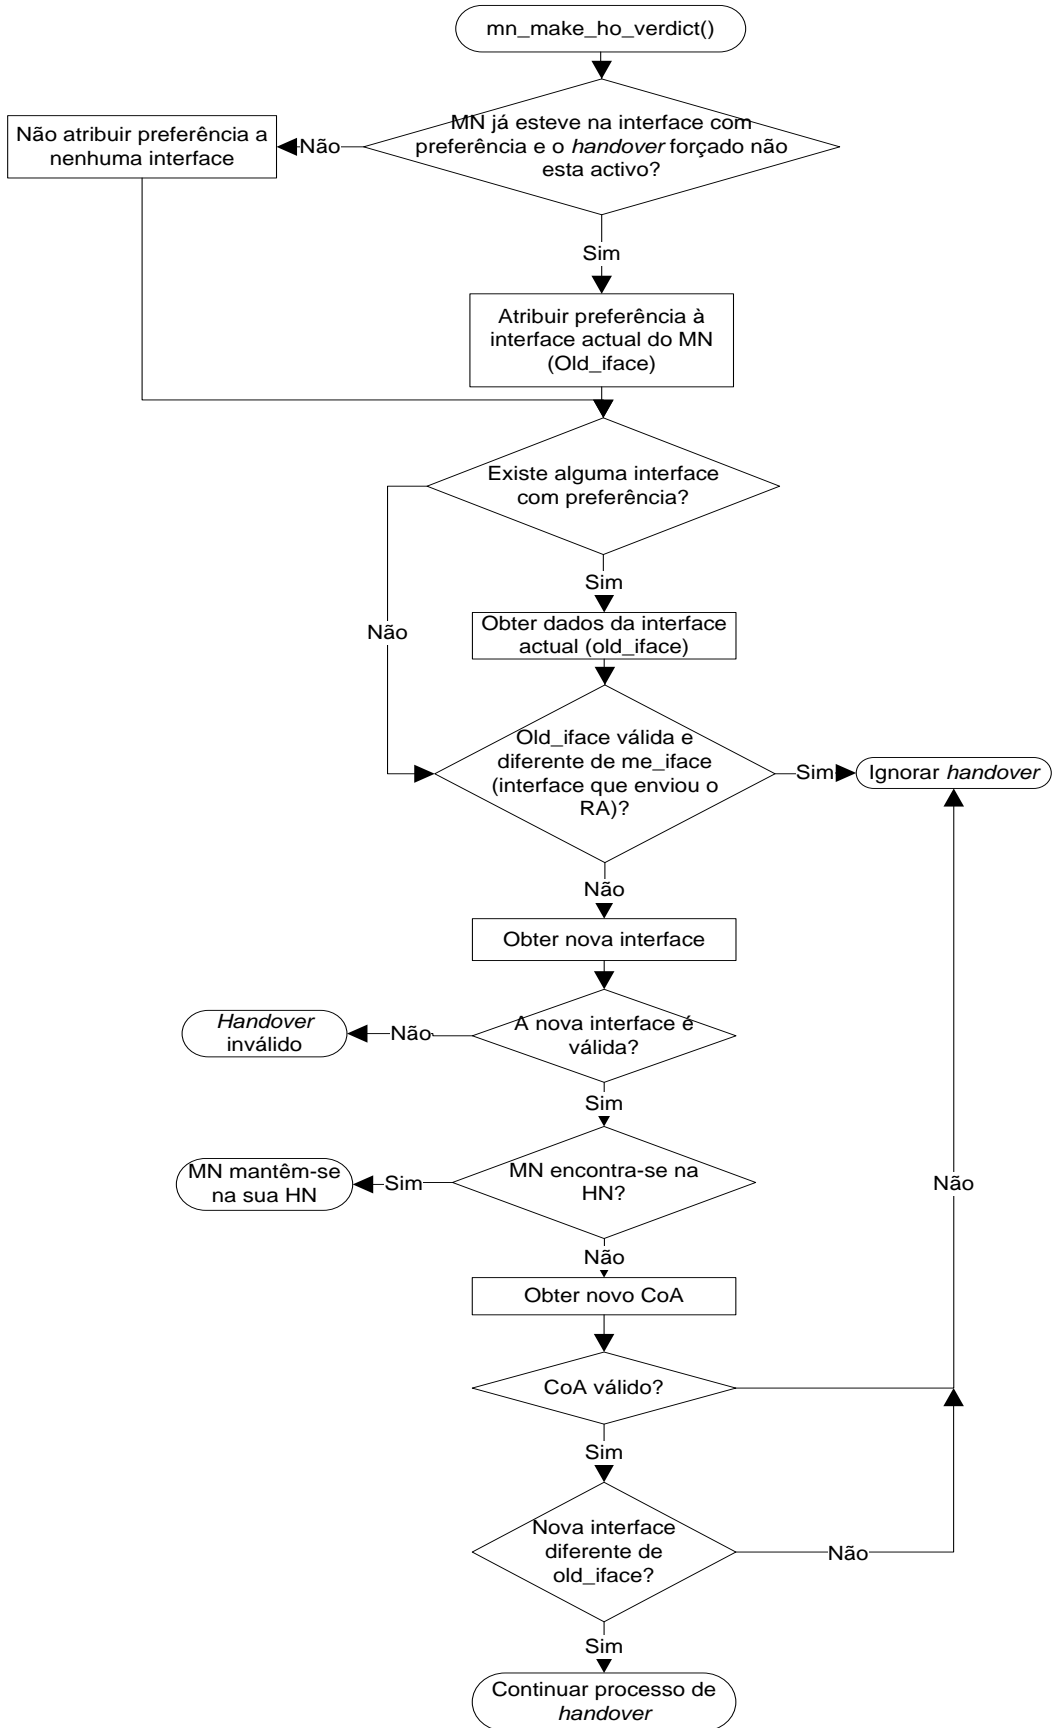 mn_make_ho_verdict()
MN já esteve na interface com
preferência e o handover forçado não
esta activo?
Não
Não atribuir preferência a
nenhuma interface
Sim
Atribuir preferência à
interface actual do MN
(Old_iface)
Existe alguma interface
com preferência?
Sim
Não
Obter dados da interface
actual (old_iface)
Old_iface válida e
diferente de me_iface
(interface que enviou o
RA)?
Sim
Ignorar handover
Não
Obter nova interface
A nova interface é
válida?
Não
Handover
inválido
Sim
MN encontra-se na
HN?
Sim
MN mantêm-se
na sua HN
Não
Não
Obter novo CoA
CoA válido?
Sim
Nova interface
diferente de
old_iface?
Não
Sim
Continuar processo de
handover